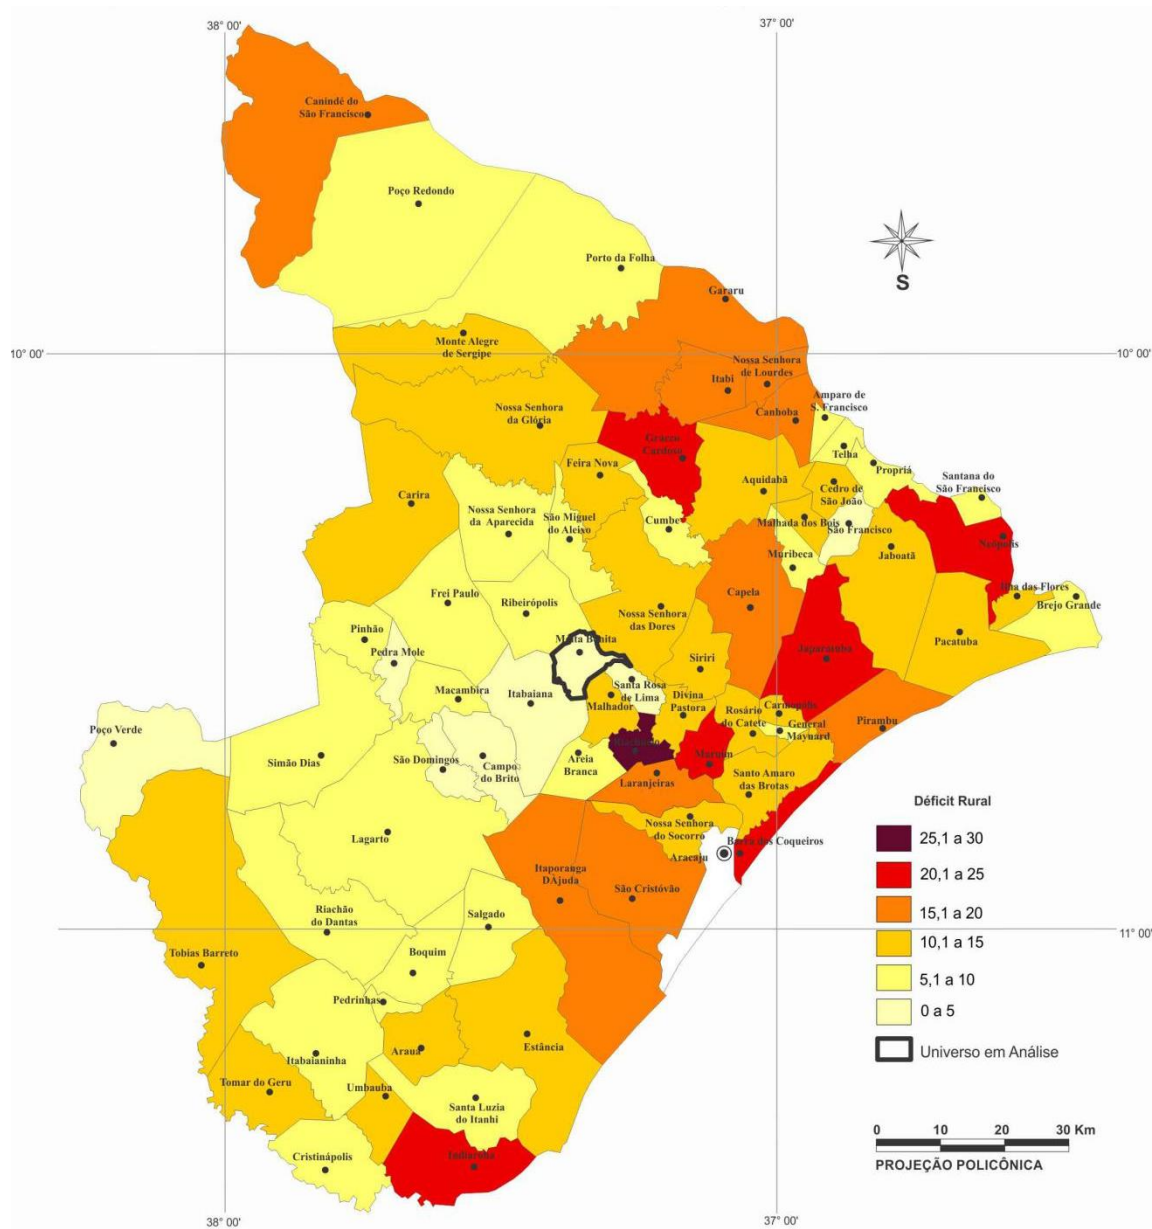 38° 00'
37° 00'
Canindé do
São Francisco
Poço Redondo
Porto da Folha
S
Gararu
10° 00'
10° 00'
Monte Alegre
de Sergipe
Nossa Senhora
de Lourdes
Itabi
Amparo de
S. Francisco
Canhoba
Nossa Senhora
da Glória
Gracco
Cardoso
Telha
Propriá
Feira Nova
Aquidabã
Santana do
São Francisco
Cedro de
São João
Carira
Nossa Senhora
da Aparecida
São Miguel
do Aleixo
Cumbe
Malhada dos Bois
São Francisco
Neópolis
Jaboatã
Muribeca
Ilha das Flores
Brejo Grande
Frei Paulo
Ribeirópolis
Nossa Senhora
das Dores
Capela
Pacatuba
Pinhão
Pedra Mole
Moita Bonita
Siriri
Japaratuba
Macambira
Itabaiana
Santa Rosa
de Lima
Malhador
Divina
Pastora
Rosário
do Catete
Carmópolis
General
Maynard
Pirambu
Poço Verde
Simão Dias
São Domingos
Campo
do Brito
Areia
Branca
Riachuelo
Maruim
Laranjeiras
Santo Amaro
das Brotas
Lagarto
Nossa Senhora
do Socorro
Aracaju
Barra dos Coqueiros
Itaporanga
DÀjuda
São Cristóvão
Riachão
do Dantas
Salgado
11° 00'
Boquim
Tobias Barreto
Pedrinhas
Itabaianinha
Arauá
Estância
Tomar do Geru
Umbauba
Santa Luzia
do Itanhi
Cristinápolis
Indiaroba
Déficit Rural
25,1 a 30
20,1 a 25
15,1 a 20
10,1 a 15
5,1 a 10
0 a 5
Universo em Análise
0 10 20 30 Km
PROJEÇÃO POLICÔNICA
38° 00'
37° 00'